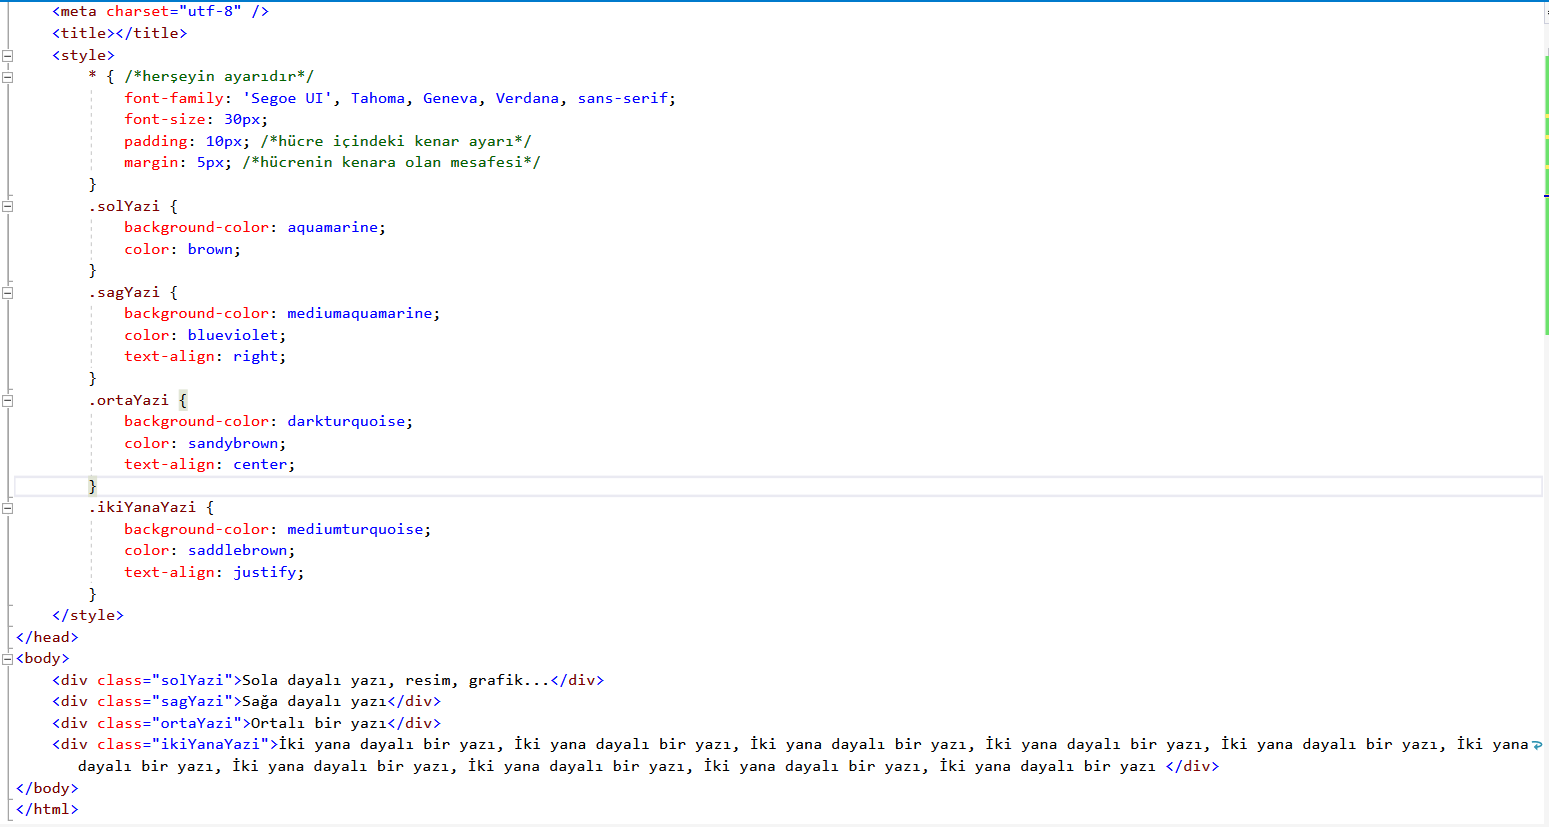 <meta charset="utf-8" />
<title></title>
<style>
* { /*herşeyin ayarıdır*/
font-family: 'Segoe UI', Tahoma, Geneva, Verdana, sans-serif;
font-size: 30px;
padding: 10px; /*hücre içindeki kenar ayarı*/
margin: 5px; /*hücrenin kenara olan mesafesi*/
}
.solYazi {
background-color: aquamarine;
color: brown;
}
.sagYazi {
background-color: mediumaquamarine;
color: blueviolet;
text-align: right;
}
.ortaYazi {
background-color: darkturquoise;
color: sandybrown;
text-align: center;
}
.ikiYanaYazi {
background-color: mediumturquoise;
color: saddlebrown;
text-align: justify;
}
</style>
</head>
<body>
<div class="solYazi">Sola dayalı yazı, resim, grafik...</div>
<div class="sagYazi">Sağa dayalı yazı</div>
<div class="ortaYazi">Ortalı bir yazı</div>
<div class="ikiYanaYazi">İki yana dayalı bir yazı, İki yana dayalı bir yazı, İki yana dayalı bir yazı, İki yana dayalı bir yazı, İki yana dayalı bir yazı, İki yana
dayalı bir yazı, İki yana dayalı bir yazı, İki yana dayalı bir yazı, İki yana dayalı bir yazı, İki yana dayalı bir yazı </div>
</body>
</html>